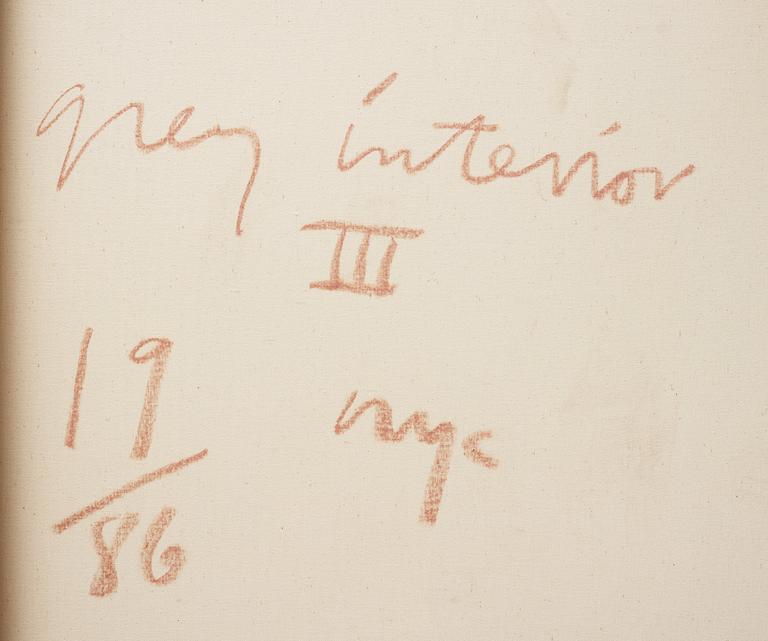 grey interior
III
19
86
nyc